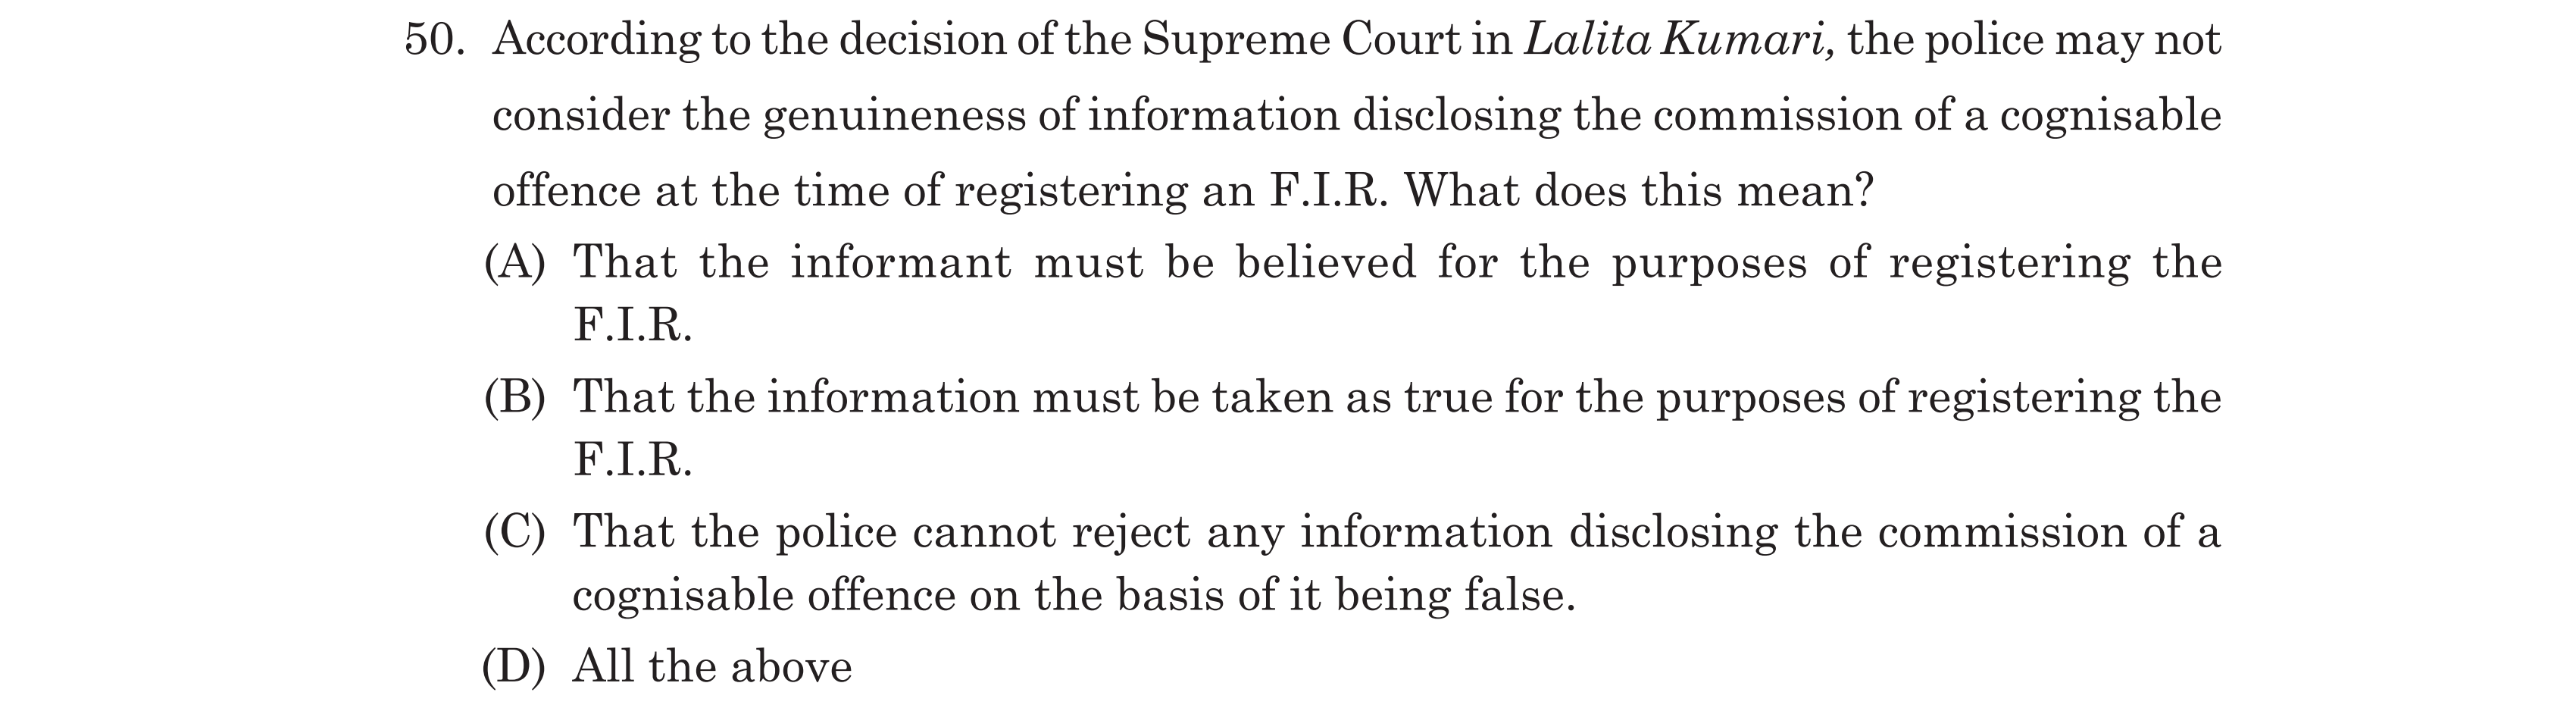 50. According to the decision of the Supreme Court in Lalita Kumari, the police may not
consider the genuineness of information disclosing the commission of a cognisable
offence at the time of registering an F.I.R. What does this mean?
(A) That the informant must be believed for the purposes of registering the
F.I.R.
(B) That the information must be taken as true for the purposes of registering the
F.I.R.
(C) That the police cannot reject any information disclosing the commission of a
cognisable offence on the basis of it being false.
(D) All the above